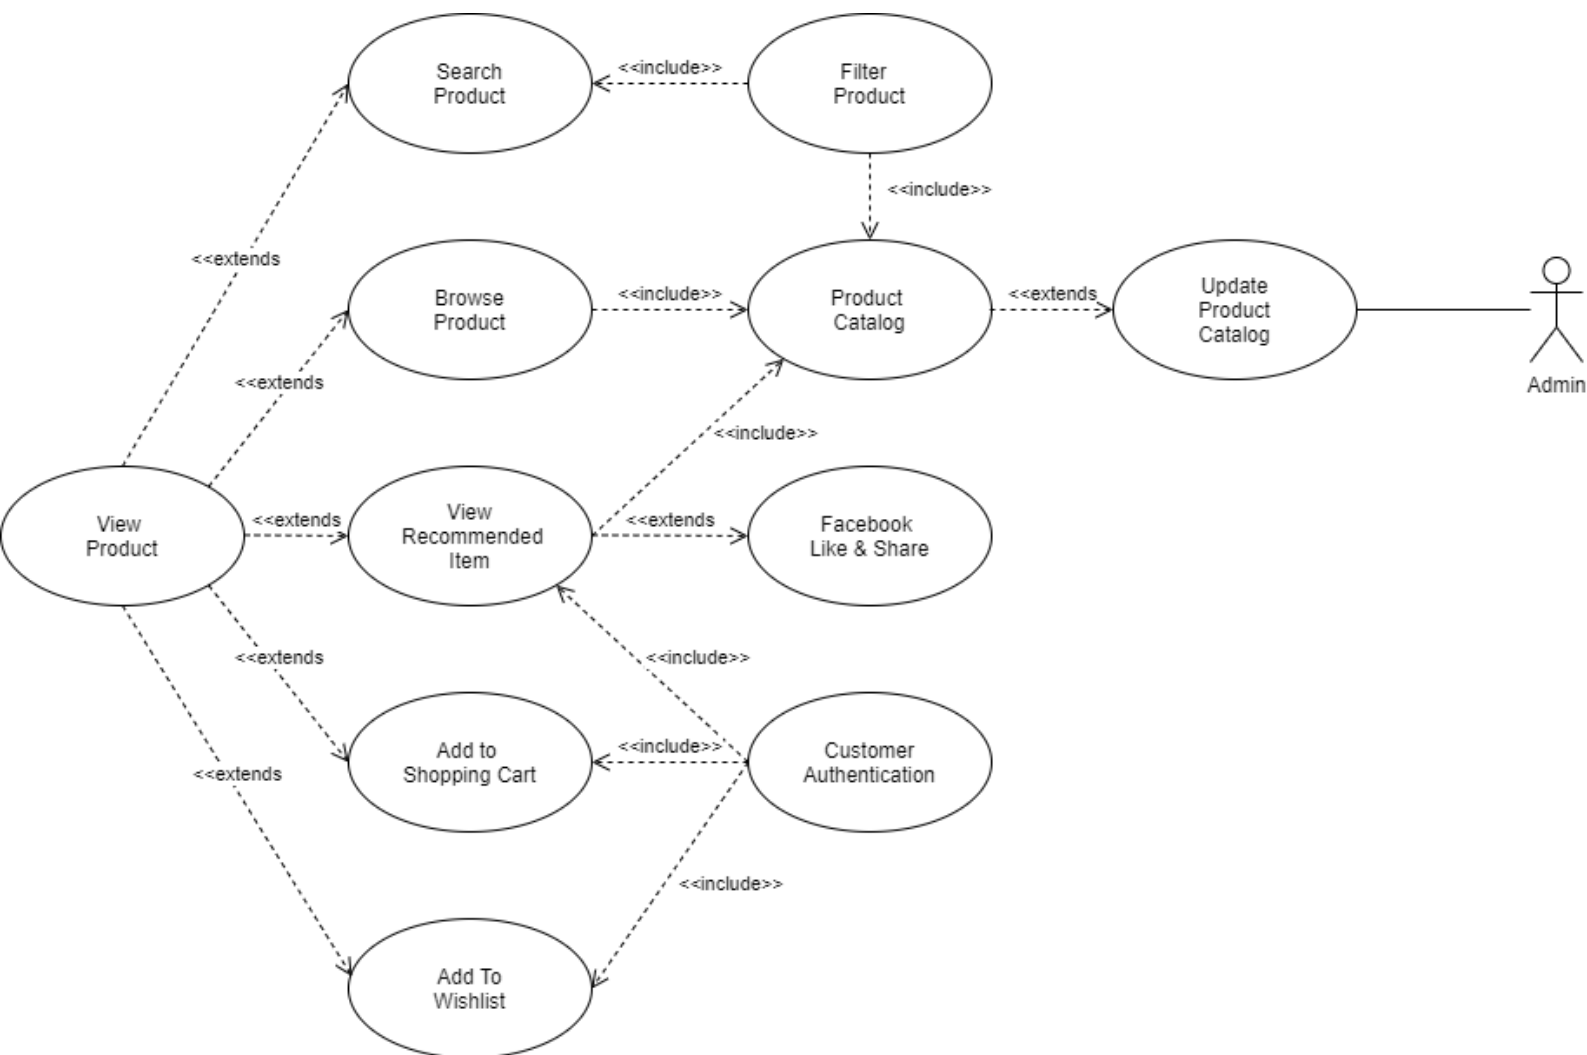 Search
Product
<<include>>
Filter
Product
<<include>>
<<extends
Browse
Product
<<include>>
Product
Catalog
<<extends
Update
Product
Catalog
Admin
<<extends
<<include>>
View
Product
<<extends
View
Recommended
Item
<<extends
Facebook
Like & Share
<<extends
<<include>>
Add to
Shopping Cart
<<include>>
Customer
Authentication
<<extends
<<include>>
Add To
Wishlist